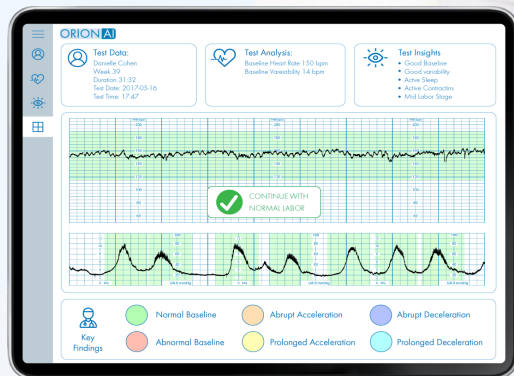 ORION AI
Test Data:
Danielle Cohen
Week 39
Duration 31:32
Test Date: 2017-05-16
Test Time: 17:47
Test Analysis:
Baseline Heart Rate 150 bpm
Baseline Vareability 14 bpm
Test Insights
• Good Baseline
• Good variability
• Active Sleep
• Active Contractins
• Mid Labor Stage
CONTINUE WITH
NORMAL LABOR
Key
Findings
Normal Baseline
Abrupt Acceleration
Abrupt Deceleration
Abnormal Baseline
Prolonged Acceleration
Prolonged Deceleration